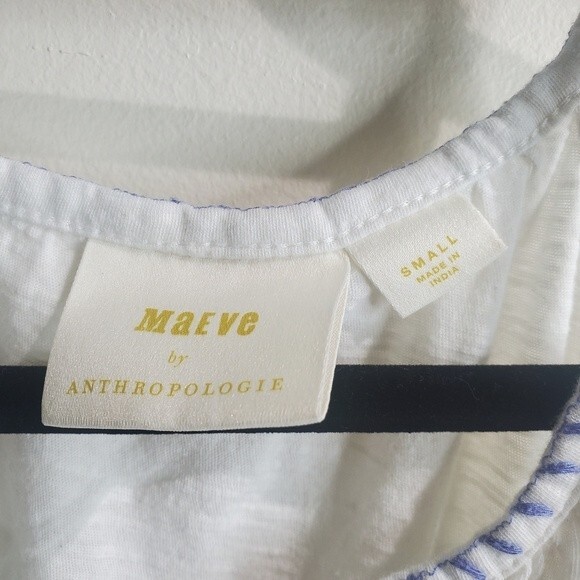 MaEVe
by
ANTHROPOLOGIE
SMALL
MADE IN
INDIA